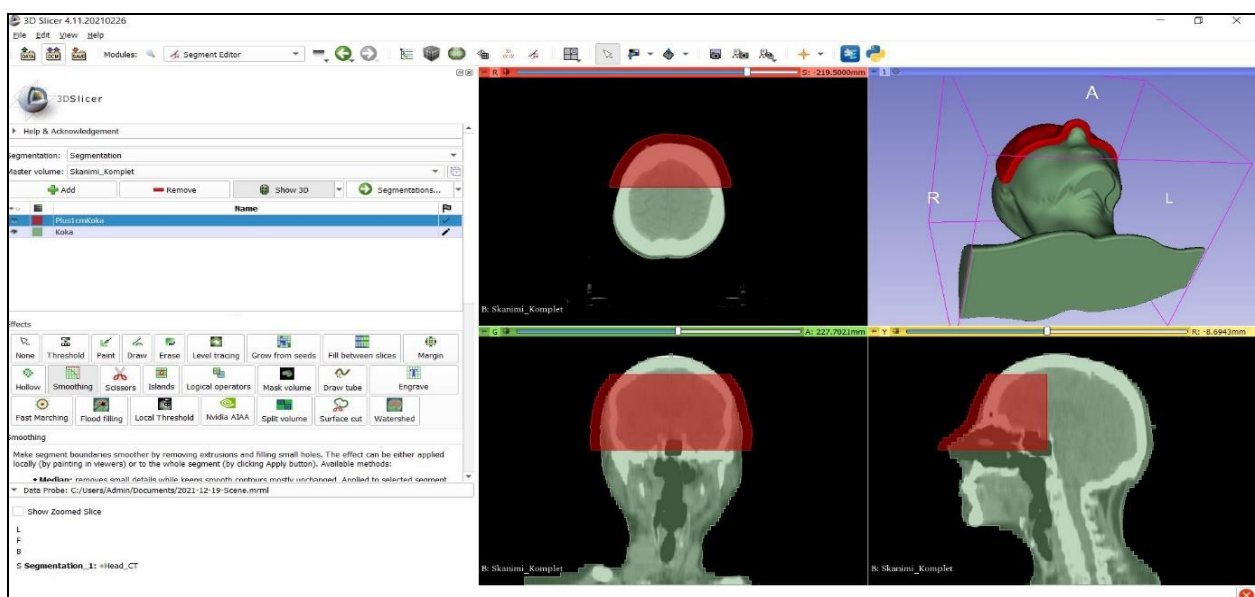 3D Slicer 4.11.20210226
File Edit View Help
DATA DCM SAVE Modules: Segment Editor
3DSlicer
Help & Acknowledgement
Segmentation: Segmentation
Master volume: Skanimi_Komplet
Add Remove Show 3D Segmentations...
Name
Plus1cmKoka
Koka
Effects
None Threshold Paint Draw Erase Level tracing Grow from seeds Fill between slices Margin
Hollow Smoothing Scissors Islands Logical operators Mask volume Draw tube Engrave
Fast Marching Flood filling Local Threshold Nvidia AIAA Split volume Surface cut Watershed
Smoothing
Make segment boundaries smoother by removing extrusions and filling small holes. The effect can be either applied
locally (by painting in viewers) or to the whole segment (by clicking Apply button). Available methods:
• Median: removes small details while keeps smooth contours mostly unchanged. Applied to selected segment
Data Probe: C:/Users/Admin/Documents/2021-12-19-Scene.mrml
Show Zoomed Slice
L
F
B
S Segmentation_1: +Head_CT
R S: -219.5000mm
B: Skanimi_Komplet
1
A
R
L
G A: 227.7021mm
B: Skanimi_Komplet
Y R: -8.6943mm
B: Skanimi_Komplet